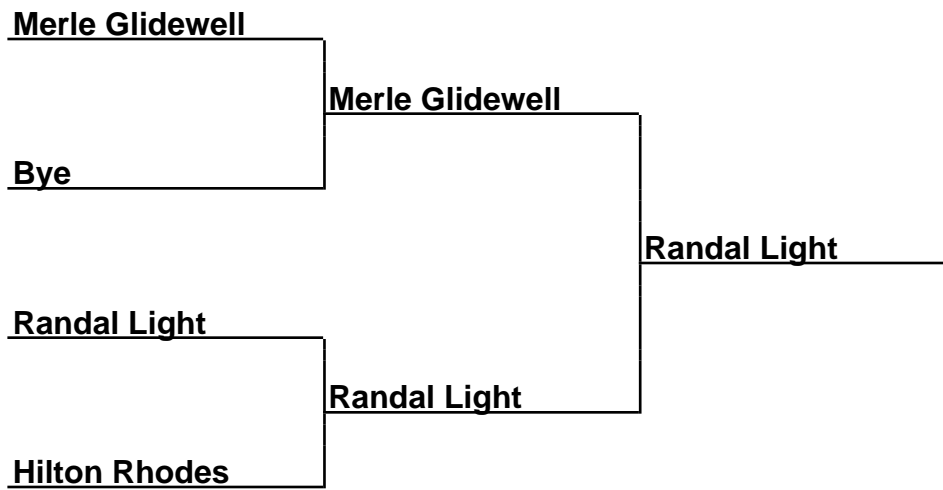 Merle Glidewell
Merle Glidewell
Bye
Randal Light
Randal Light
Randal Light
Hilton Rhodes